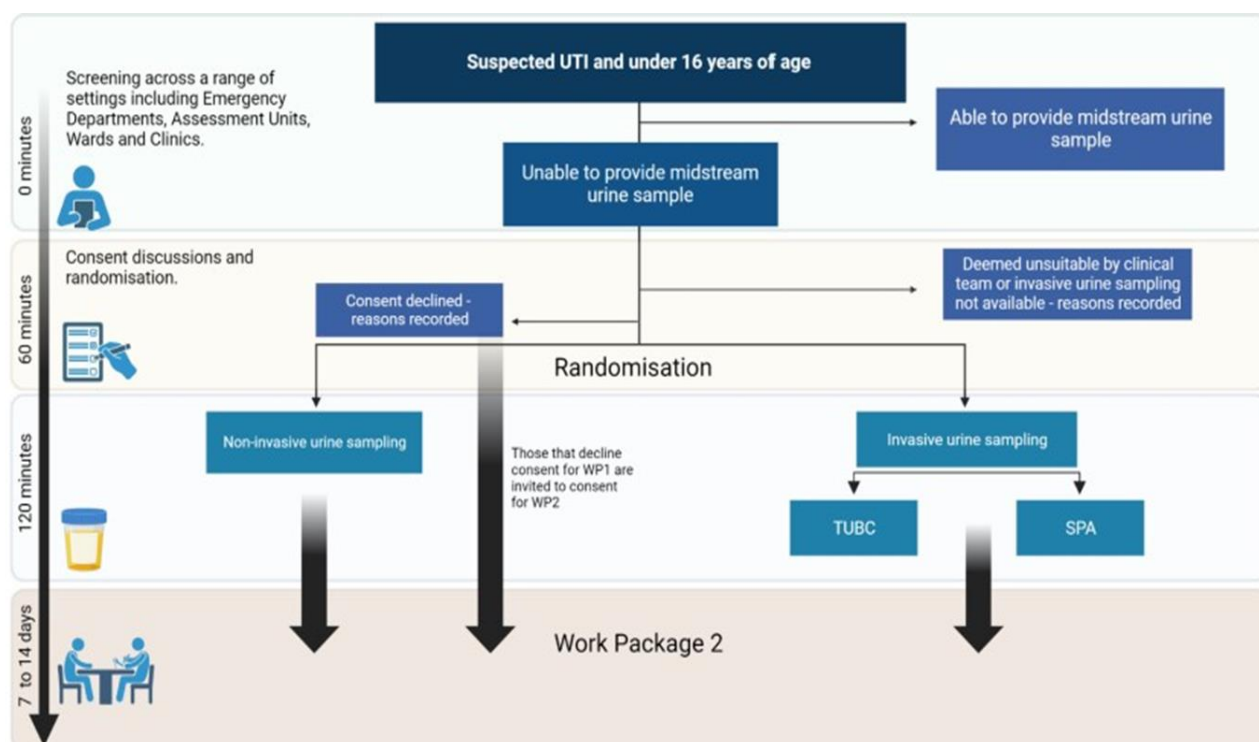 Suspected UTI and under 16 years of age
Screening across a range of
settings including Emergency
Departments, Assessment Units,
Wards and Clinics.
Able to provide midstream urine
sample
Unable to provide midstream
urine sample
0 minutes
Consent discussions and
randomisation.
Deemed unsuitable by clinical
team or invasive urine sampling
not available - reasons recorded
Consent declined -
reasons recorded
60 minutes
Randomisation
Non-invasive urine sampling
Invasive urine sampling
Those that decline
consent for WP1 are
invited to consent
for WP2
120 minutes
TUBC
SPA
Work Package 2
7 to 14 days